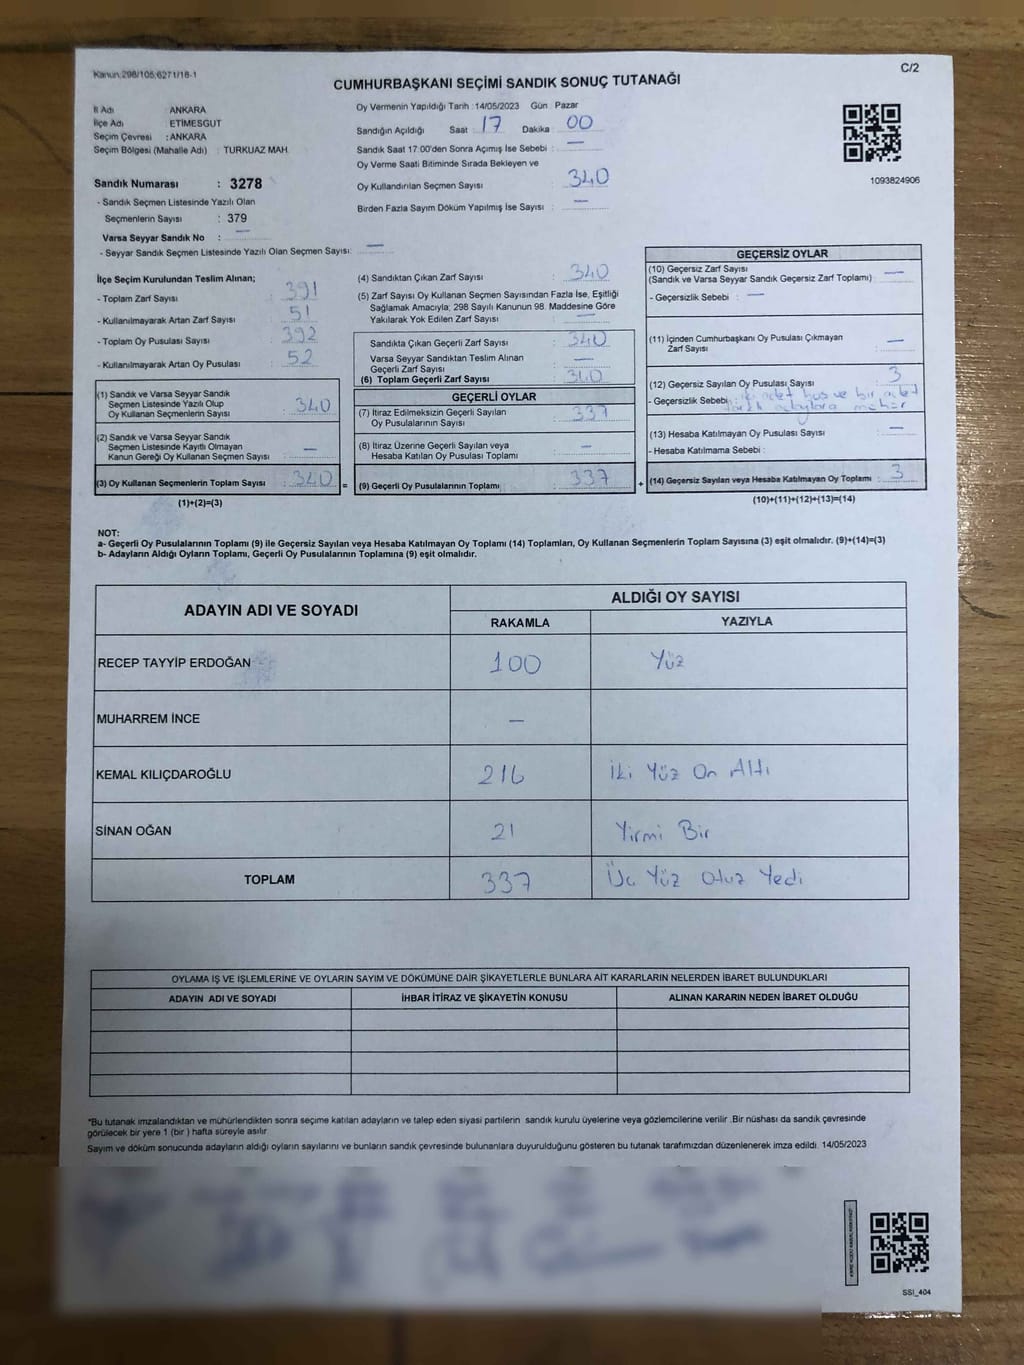 Kanun 298/105,6271/18-1
C/2
CUMHURBAŞKANI SEÇİMİ SANDIK SONUÇ TUTANAĞI
İl Adı : ANKARA
İlçe Adı : ETİMESGUT
Seçim Çevresi : ANKARA
Seçim Bölgesi (Mahalle Adı) : TURKUAZ MAH.
Sandık Numarası : 3278
- Sandık Seçmen Listesinde Yazılı Olan
Seçmenlerin Sayısı : 379
Varsa Seyyar Sandık No : —
- Seyyar Sandık Seçmen Listesinde Yazılı Olan Seçmen Sayısı: —
Oy Vermenin Yapıldığı Tarih : 14/05/2023 Gün Pazar
Sandığın Açıldığı Saat : 17 Dakika : 00
Sandık Saat 17:00'den Sonra Açımış İse Sebebi : —
Oy Verme Saati Bitiminde Sırada Bekleyen ve
Oy Kullandırılan Seçmen Sayısı : 340
Birden Fazla Sayım Döküm Yapılmış İse Sayısı : —
1093824906
İlçe Seçim Kurulundan Teslim Alınan;
- Toplam Zarf Sayısı : 391
- Kullanılmayarak Artan Zarf Sayısı : 51
- Toplam Oy Pusulası Sayısı : 392
- Kullanılmayarak Artan Oy Pusulası : 52
(1) Sandık ve Varsa Seyyar Sandık
Seçmen Listesinde Yazılı Olup
Oy Kullanan Seçmenlerin Sayısı : 340
(2) Sandık ve Varsa Seyyar Sandık
Seçmen Listesinde Kayıtlı Olmayan
Kanun Gereği Oy Kullanan Seçmen Sayısı : —
(3) Oy Kullanan Seçmenlerin Toplam Sayısı : 340 =
(1)+(2)=(3)
(4) Sandıktan Çıkan Zarf Sayısı : 340
(5) Zarf Sayısı Oy Kullanan Seçmen Sayısından Fazla İse, Eşitliği
Sağlamak Amacıyla, 298 Sayılı Kanunun 98. Maddesine Göre
Yakılarak Yok Edilen Zarf Sayısı :
Sandıkta Çıkan Geçerli Zarf Sayısı : 340
Varsa Seyyar Sandıktan Teslim Alınan
Geçerli Zarf Sayısı : —
(6) Toplam Geçerli Zarf Sayısı : 340
GEÇERLİ OYLAR
(7) İtiraz Edilmeksizin Geçerli Sayılan
Oy Pusulalarının Sayısı : 337
(8) İtiraz Üzerine Geçerli Sayılan veya
Hesaba Katılan Oy Pusulası Toplamı : —
(9) Geçerli Oy Pusulalarının Toplamı : 337 +
GEÇERSİZ OYLAR
(10) Geçersiz Zarf Sayısı
(Sandık ve Varsa Seyyar Sandık Geçersiz Zarf Toplamı) : —
- Geçersizlik Sebebi : —
(11) İçinden Cumhurbaşkanı Oy Pusulası Çıkmayan
Zarf Sayısı : —
(12) Geçersiz Sayılan Oy Pusulası Sayısı : 3
- Geçersizlik Sebebi : iki adet boş ve bir adet
farklı adaylara mühür
(13) Hesaba Katılmayan Oy Pusulası Sayısı : —
- Hesaba Katılmama Sebebi :
(14) Geçersiz Sayılan veya Hesaba Katılmayan Oy Toplamı : 3
(10)+(11)+(12)+(13)=(14)
NOT:
a- Geçerli Oy Pusulalarının Toplamı (9) ile Geçersiz Sayılan veya Hesaba Katılmayan Oy Toplamı (14) Toplamları, Oy Kullanan Seçmenlerin Toplam Sayısına (3) eşit olmalıdır. (9)+(14)=(3)
b- Adayların Aldığı Oyların Toplamı, Geçerli Oy Pusulalarının Toplamına (9) eşit olmalıdır.
ADAYIN ADI VE SOYADI ALDIĞI OY SAYISI
RAKAMLA YAZIYLA
RECEP TAYYİP ERDOĞAN 100 Yüz
MUHARREM İNCE —
KEMAL KILIÇDAROĞLU 216 İki Yüz On Altı
SİNAN OĞAN 21 Yirmi Bir
TOPLAM 337 Üç Yüz Otuz Yedi
OYLAMA İŞ VE İŞLEMLERİNE VE OYLARIN SAYIM VE DÖKÜMÜNE DAİR ŞİKAYETLERLE BUNLARA AİT KARARLARIN NELERDEN İBARET BULUNDUKLARI
ADAYIN ADI VE SOYADI İHBAR İTİRAZ VE ŞİKAYETİN KONUSU ALINAN KARARIN NEDEN İBARET OLDUĞU
*Bu tutanak imzalandıktan ve mühürlendikten sonra seçime katılan adayların ve talep eden siyasi partilerin sandık kurulu üyelerine veya gözlemcilerine verilir .Bir nüshası da sandık çevresinde
görülecek bir yere 1 (bir ) hafta süreyle asılır.
Sayım ve döküm sonucunda adayların aldığı oyların sayılarını ve bunların sandık çevresinde bulunanlara duyurulduğunu gösteren bu tutanak tarafımızdan düzenlenerek imza edildi. 14/05/2023
SSI_404